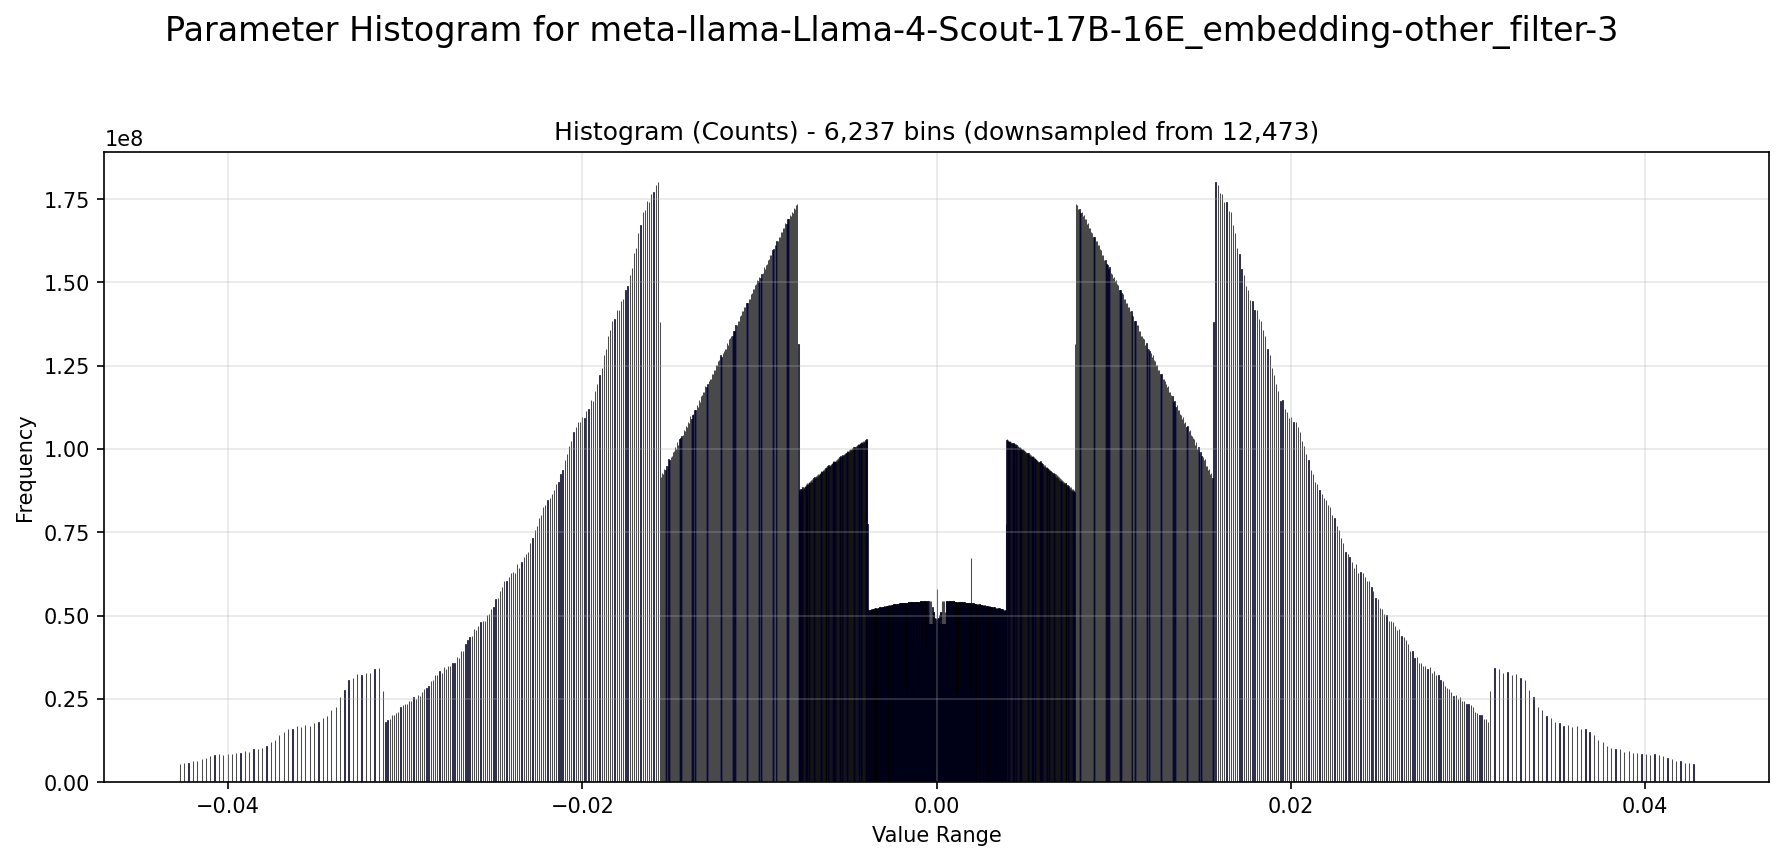 Parameter Histogram for meta-llama-Llama-4-Scout-17B-16E_embedding-other_filter-3
Histogram (Counts) - 6,237 bins (downsampled from 12,473)
1e8
1.75
1.50
1.25
1.00
0.75
0.50
0.25
0.00
Frequency
−0.04
−0.02
0.00
0.02
0.04
Value Range